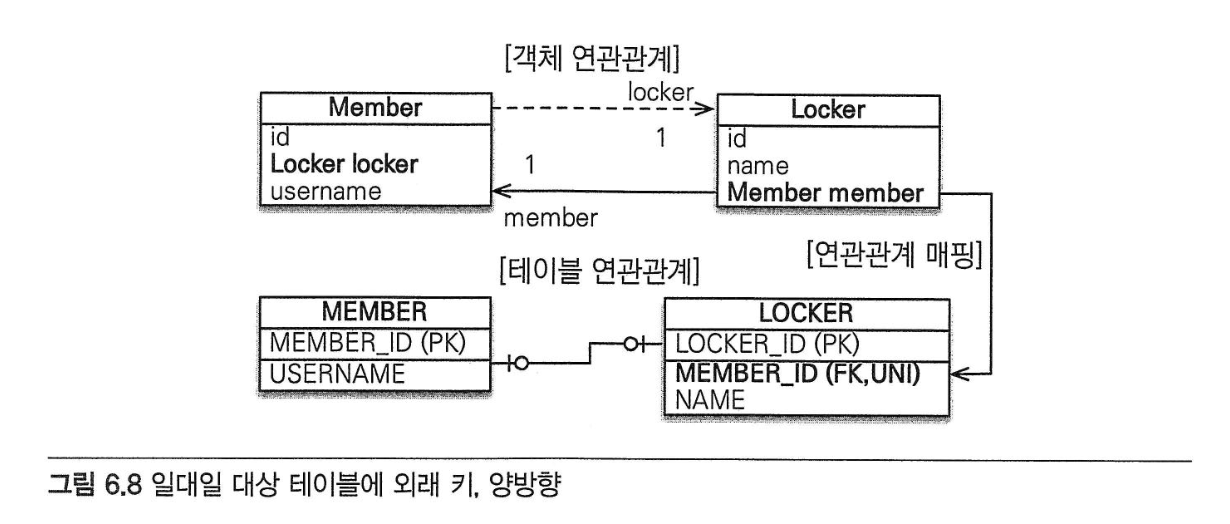 [객체 연관관계]
locker
Member
id
Locker locker
username
1
1
member
Locker
id
name
Member member
[연관관계 매핑]
[테이블 연관관계]
MEMBER
MEMBER_ID (PK)
USERNAME
LOCKER
LOCKER_ID (PK)
MEMBER_ID (FK,UNI)
NAME
그림 6.8 일대일 대상 테이블에 외래 키, 양방향